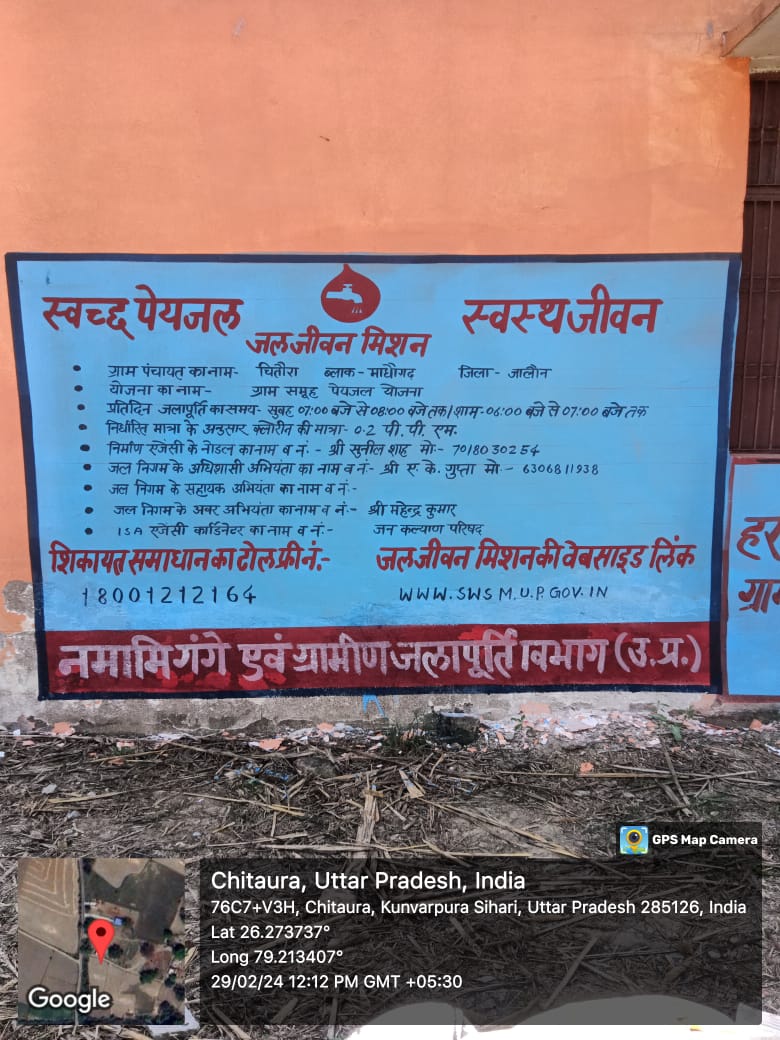 स्वच्छ पेयजल
स्वस्थ जीवन
जल जीवन मिशन
• ग्राम पंचायत का नाम- चितौरा ब्लाक - माधौगढ़ जिला - जालौन
• योजना का नाम- ग्राम समूह पेयजल योजना
• प्रतिदिन जलापूर्ति का समय- सुबह 07:00 बजे से 08:00 बजे तक/शाम-06:00 बजे से 07:00 बजे तक
• निर्धारित मात्रा के अनुसार क्लोरीन की मात्रा- 0.2 पी. पी. एम.
• निर्माण एजेंसी के नोडल का नाम व नं. - श्री सुनील शाह मो:- 7018030254
• जल निगम के अधिशासी अभियंता का नाम व नं:- श्री ए. के. गुप्ता मो:- 6306811938
• जल निगम के सहायक अभियंता का नाम व नं:-
• जल निगम के अवर अभियंता का नाम व नं:- श्री महेन्द्र कुमार
• ISA एजेंसी कार्डिनेटर का नाम व नं:- जन कल्याण परिषद
शिकायत समाधान का टोल फ्री नं:-
जल जीवन मिशन की वेबसाइड लिंक
18001212164
WWW.SWSM.U.P.GOV.IN
नमामि गंगे एवं ग्रामीण जलापूर्ति विभाग (उ.प्र.)
हर
GPS Map Camera
Chitaura, Uttar Pradesh, India
76C7+V3H, Chitaura, Kunvarpura Sihari, Uttar Pradesh 285126, India
Lat 26.273737°
Long 79.213407°
29/02/24 12:12 PM GMT +05:30
Google